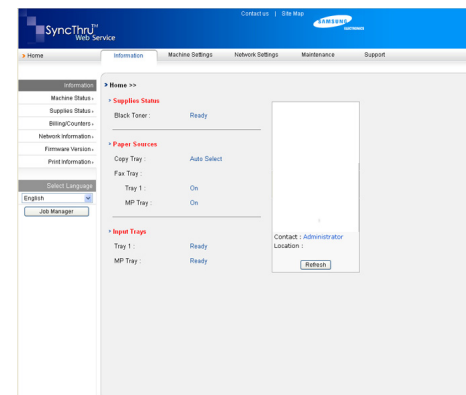 Contact us | Site Map
SyncThru™
Web Service
SAMSUNG
ELECTRONICS
> Home
Information Machine Settings Network Settings Maintenance Support
Information
Machine Status
Supplies Status
Billing/Counters
Network Information
Firmware Version
Print Information
Select Language
English
Job Manager
> Home >>
Supplies Status
Black Toner : Ready
Paper Sources
Copy Tray : Auto Select
Fax Tray :
Tray 1 : On
MP Tray : On
Input Trays
Tray 1 : Ready
MP Tray : Ready
Contact : Administrator
Location :
Refresh